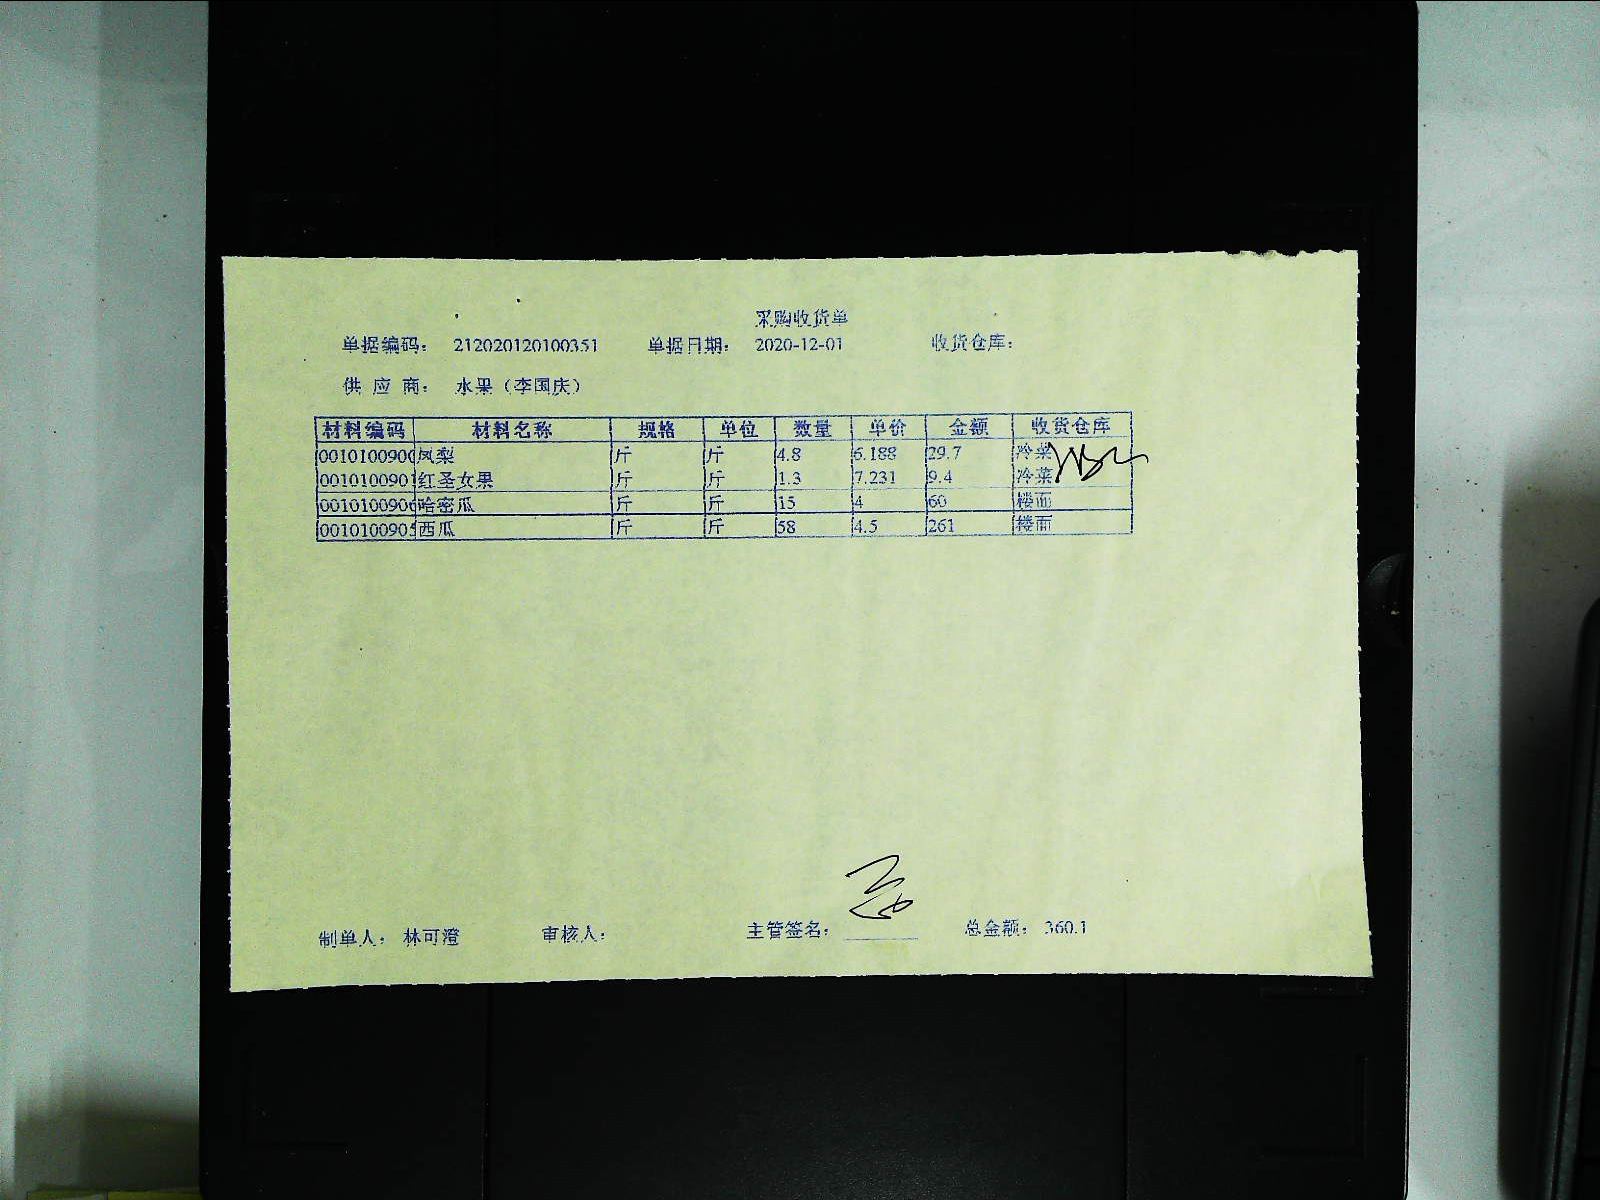 采购收货单
单据编码： 212020120100351 单据日期： 2020-12-01 收货仓库：
供应商： 水果（李国庆）
材料编码 材料名称 规格 单位 数量 单价 金额 收货仓库
0010100900 凤梨 斤 斤 4.8 6.188 29.7 冷菜
0010100901 红圣女果 斤 斤 1.3 7.231 9.4 冷菜
0010100906 哈密瓜 斤 斤 15 4 60 楼面
0010100905 西瓜 斤 斤 58 4.5 261 楼面
制单人： 林可澄 审核人： 主管签名： 总金额： 360.1